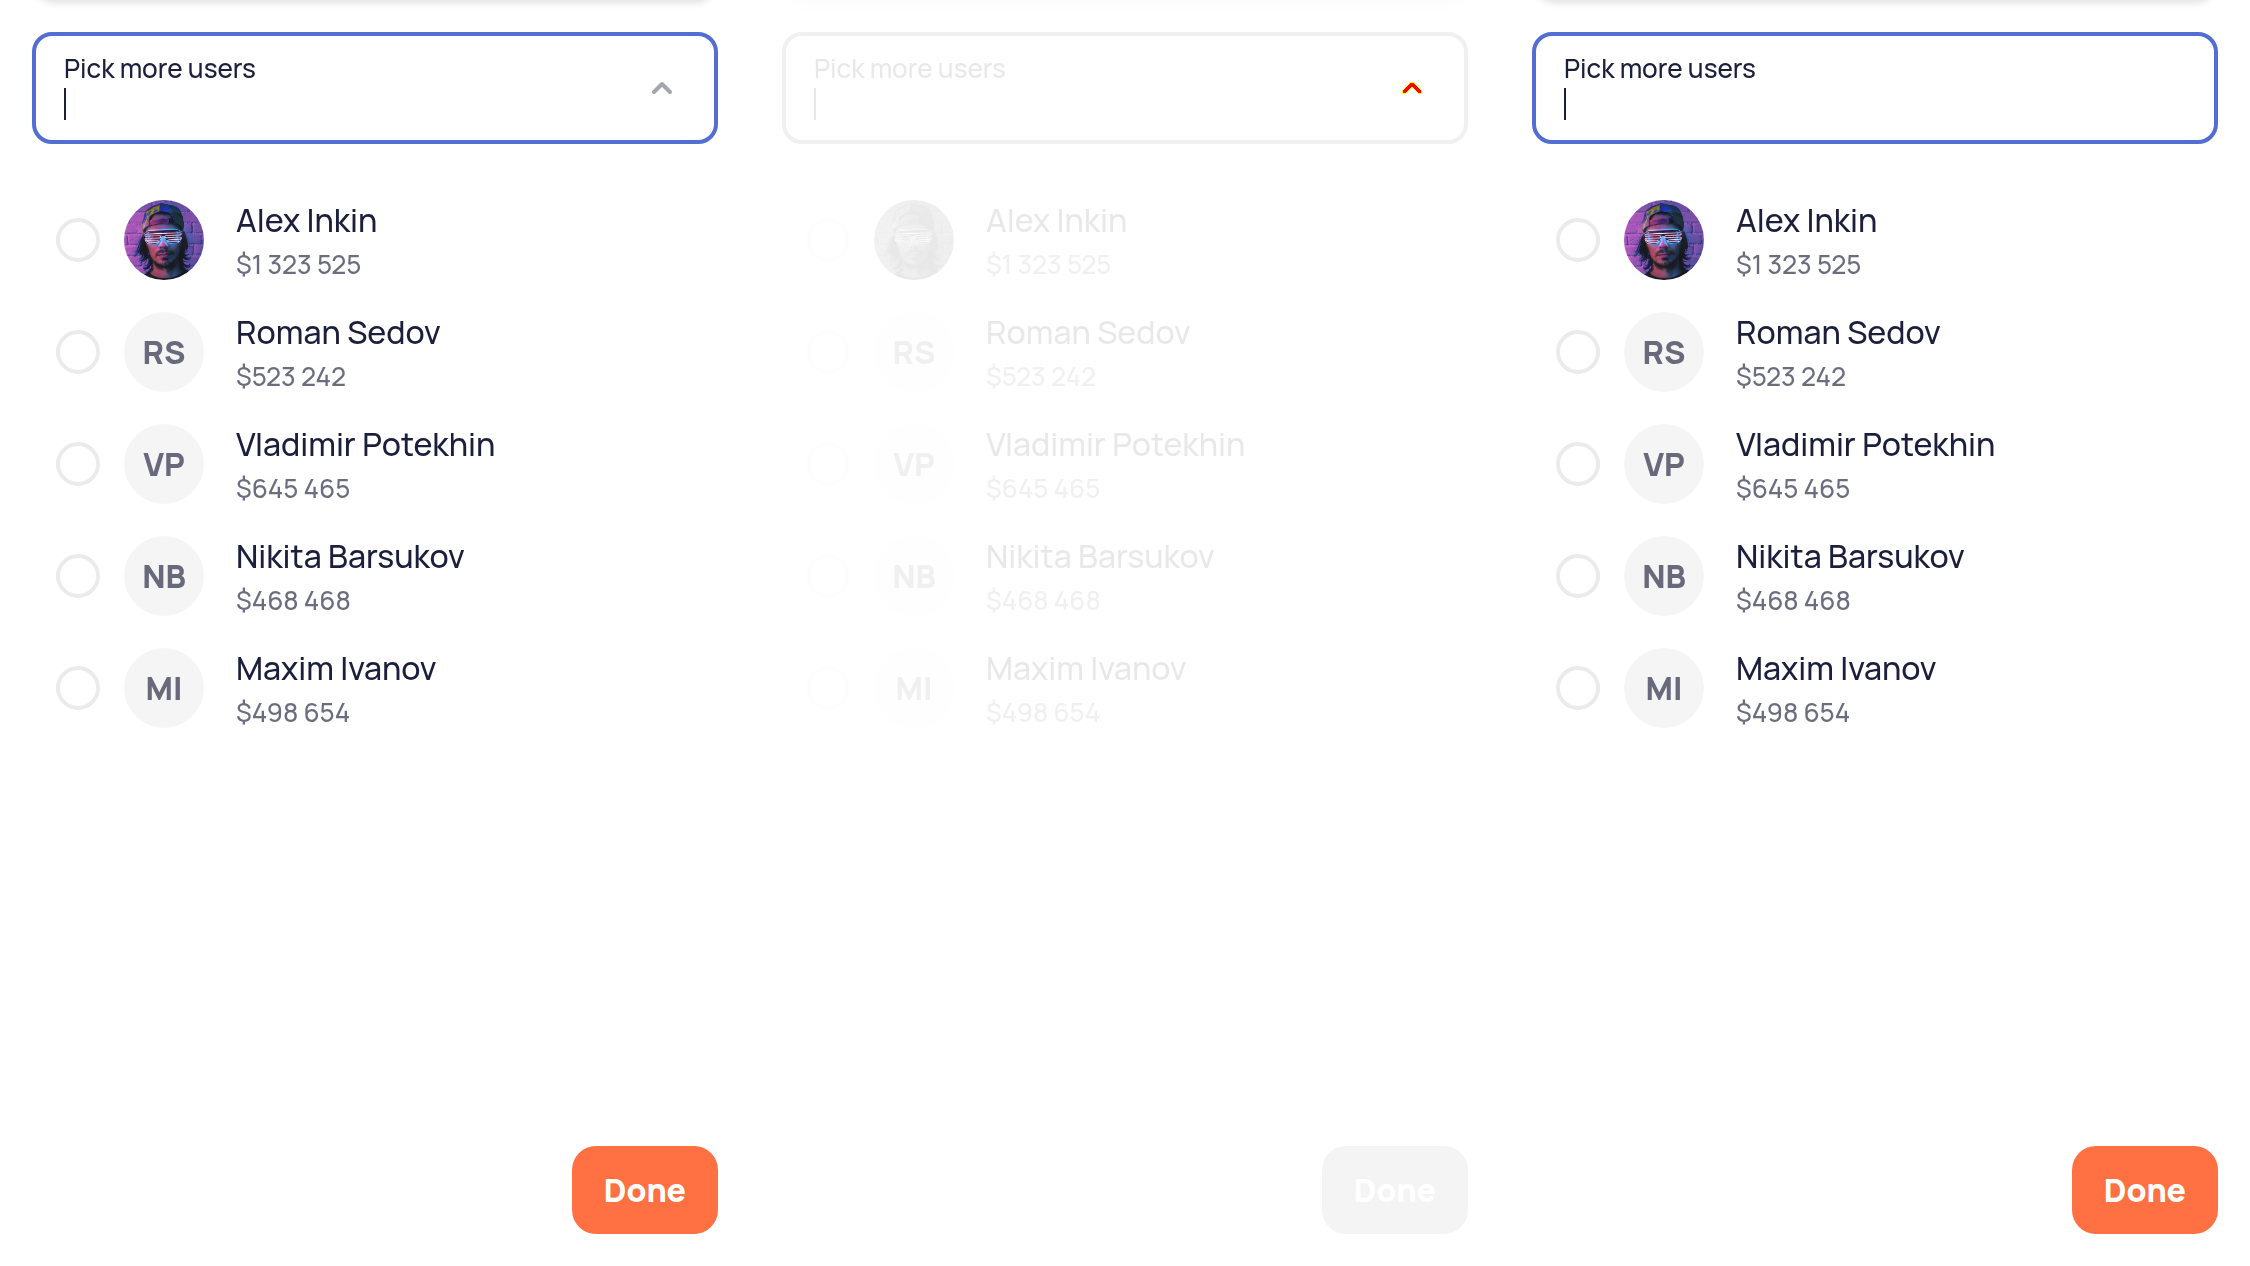 Pick more users
Alex Inkin
$1 323 525
RS
Roman Sedov
$523 242
VP
Vladimir Potekhin
$645 465
NB
Nikita Barsukov
$468 468
MI
Maxim Ivanov
$498 654
Done
Pick more users
Alex Inkin
$1 323 525
RS
Roman Sedov
$523 242
VP
Vladimir Potekhin
$645 465
NB
Nikita Barsukov
$468 468
MI
Maxim Ivanov
$498 654
Done
Pick more users
Alex Inkin
$1 323 525
RS
Roman Sedov
$523 242
VP
Vladimir Potekhin
$645 465
NB
Nikita Barsukov
$468 468
MI
Maxim Ivanov
$498 654
Done